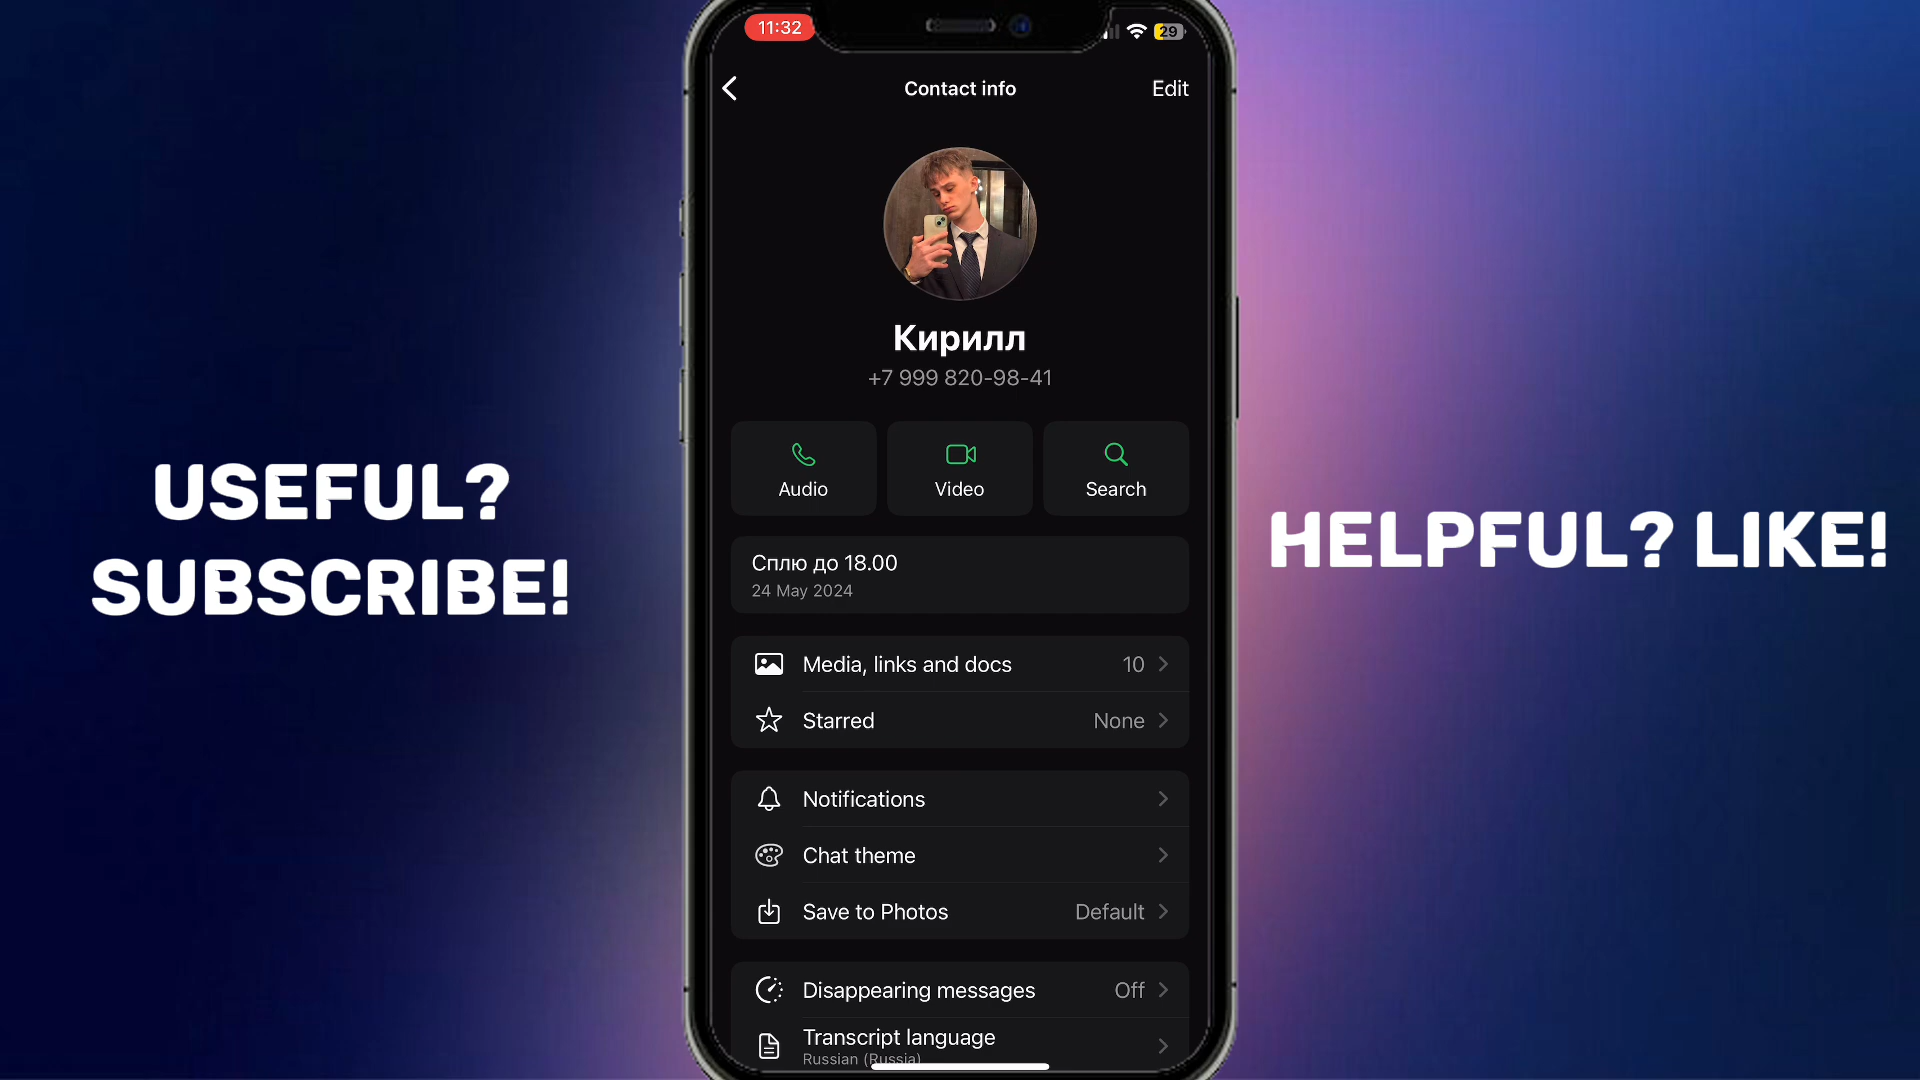 11:32
29
Contact info
Edit
Кирилл
+7 999 820-98-41
Audio
Video
Search
USEFUL?
SUBSCRIBE!
HELPFUL? LIKE!
Сплю до 18.00
24 May 2024
Media, links and docs 10
Starred None
Notifications
Chat theme
Save to Photos Default
Disappearing messages Off
Transcript language
Russian (Russia)